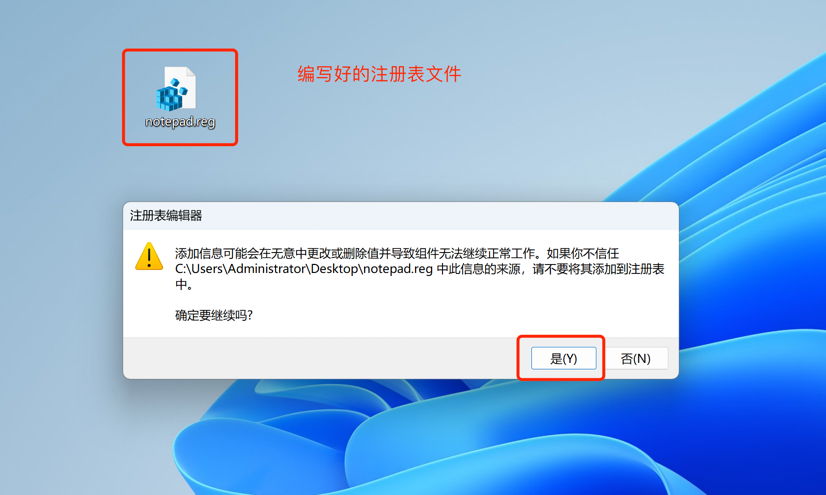 编写好的注册表文件
notepad.reg
注册表编辑器
添加信息可能会在无意中更改或删除值并导致组件无法继续正常工作。如果你不信任
C:\Users\Administrator\Desktop\notepad.reg 中此信息的来源，请不要将其添加到注册表
中。
确定要继续吗?
是(Y)
否(N)